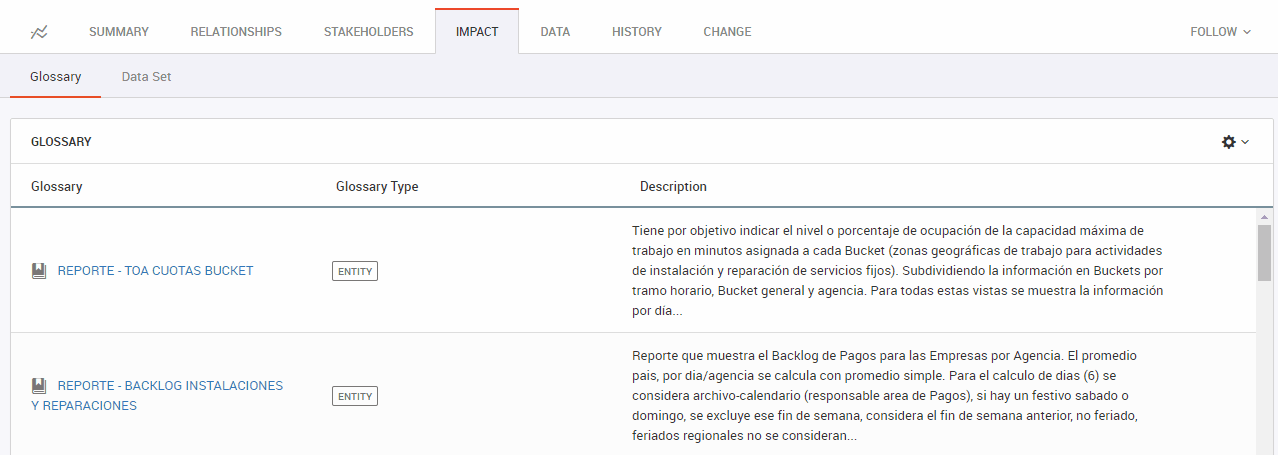 SUMMARY RELATIONSHIPS STAKEHOLDERS IMPACT DATA HISTORY CHANGE FOLLOW
Glossary Data Set
GLOSSARY
Glossary Glossary Type Description
REPORTE - TOA CUOTAS BUCKET
ENTITY
Tiene por objetivo indicar el nivel o porcentaje de ocupación de la capacidad máxima de
trabajo en minutos asignada a cada Bucket (zonas geográficas de trabajo para actividades
de instalación y reparación de servicios fijos). Subdividiendo la información en Buckets por
tramo horario, Bucket general y agencia. Para todas estas vistas se muestra la información
por día...
REPORTE - BACKLOG INSTALACIONES
Y REPARACIONES
ENTITY
Reporte que muestra el Backlog de Pagos para las Empresas por Agencia. El promedio
pais, por dia/agencia se calcula con promedio simple. Para el calculo de dias (6) se
considera archivo-calendario (responsable area de Pagos), si hay un festivo sabado o
domingo, se excluye ese fin de semana, considera el fin de semana anterior, no feriado,
feriados regionales no se consideran...